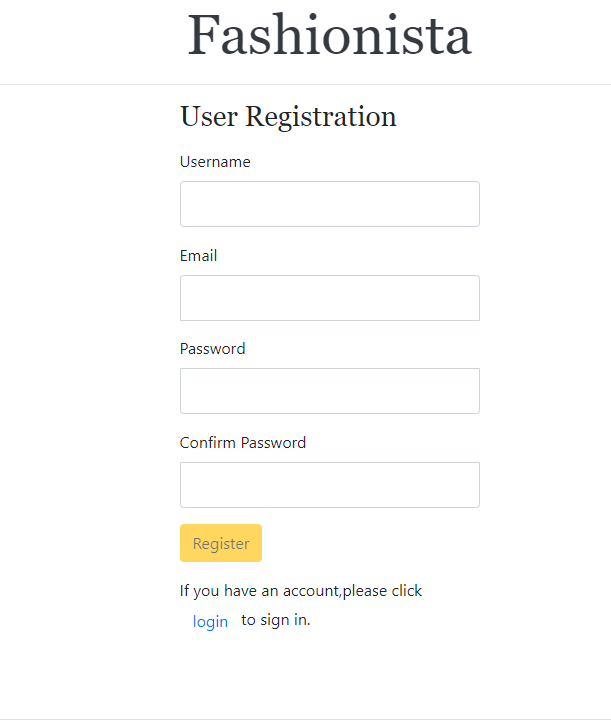 Fashionista
User Registration
Username
Email
Password
Confirm Password
Register
If you have an account,please click
login to sign in.